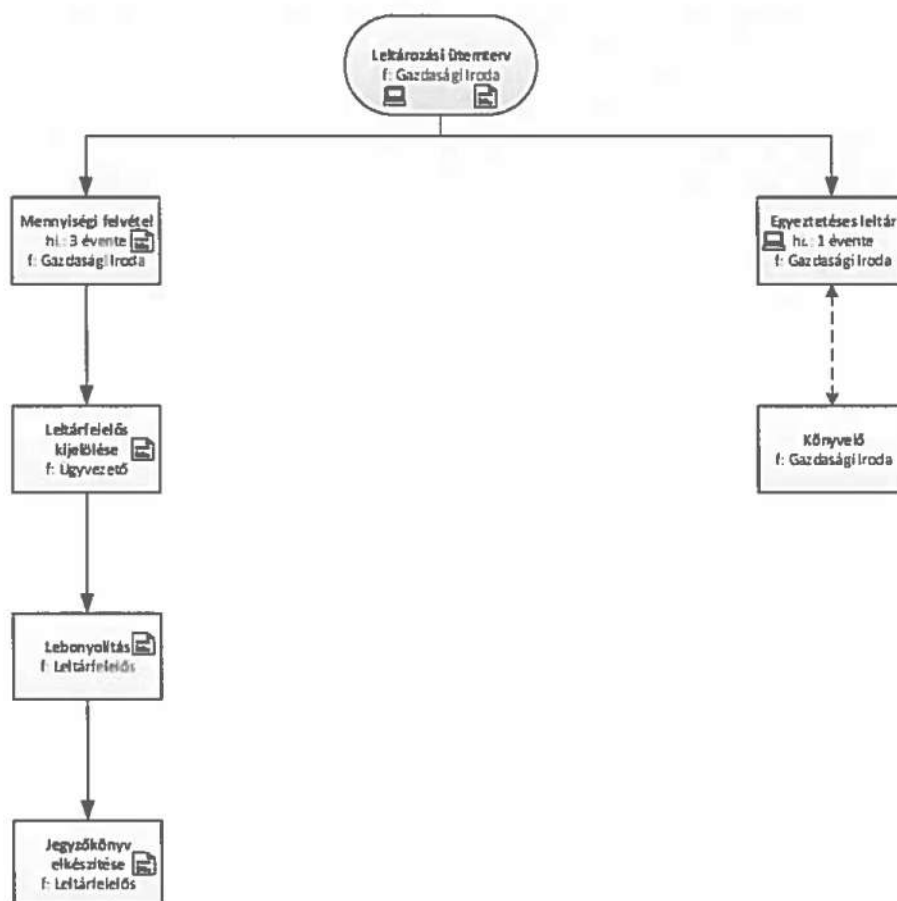 Leltározási ütemterv
f: Gazdasági Iroda
Mennyiségi felvétel
hi.: 3 évente
f: Gazdasági Iroda
Egyeztetéses leltár
hi.: 1 évente
f: Gazdasági Iroda
Leltárfelelős
kijelölése
f: Ügyvezető
Könyvelő
f: Gazdasági Iroda
Lebonyolítás
f: Leltárfelelős
Jegyzőkönyv
elkészítése
f: Leltárfelelős